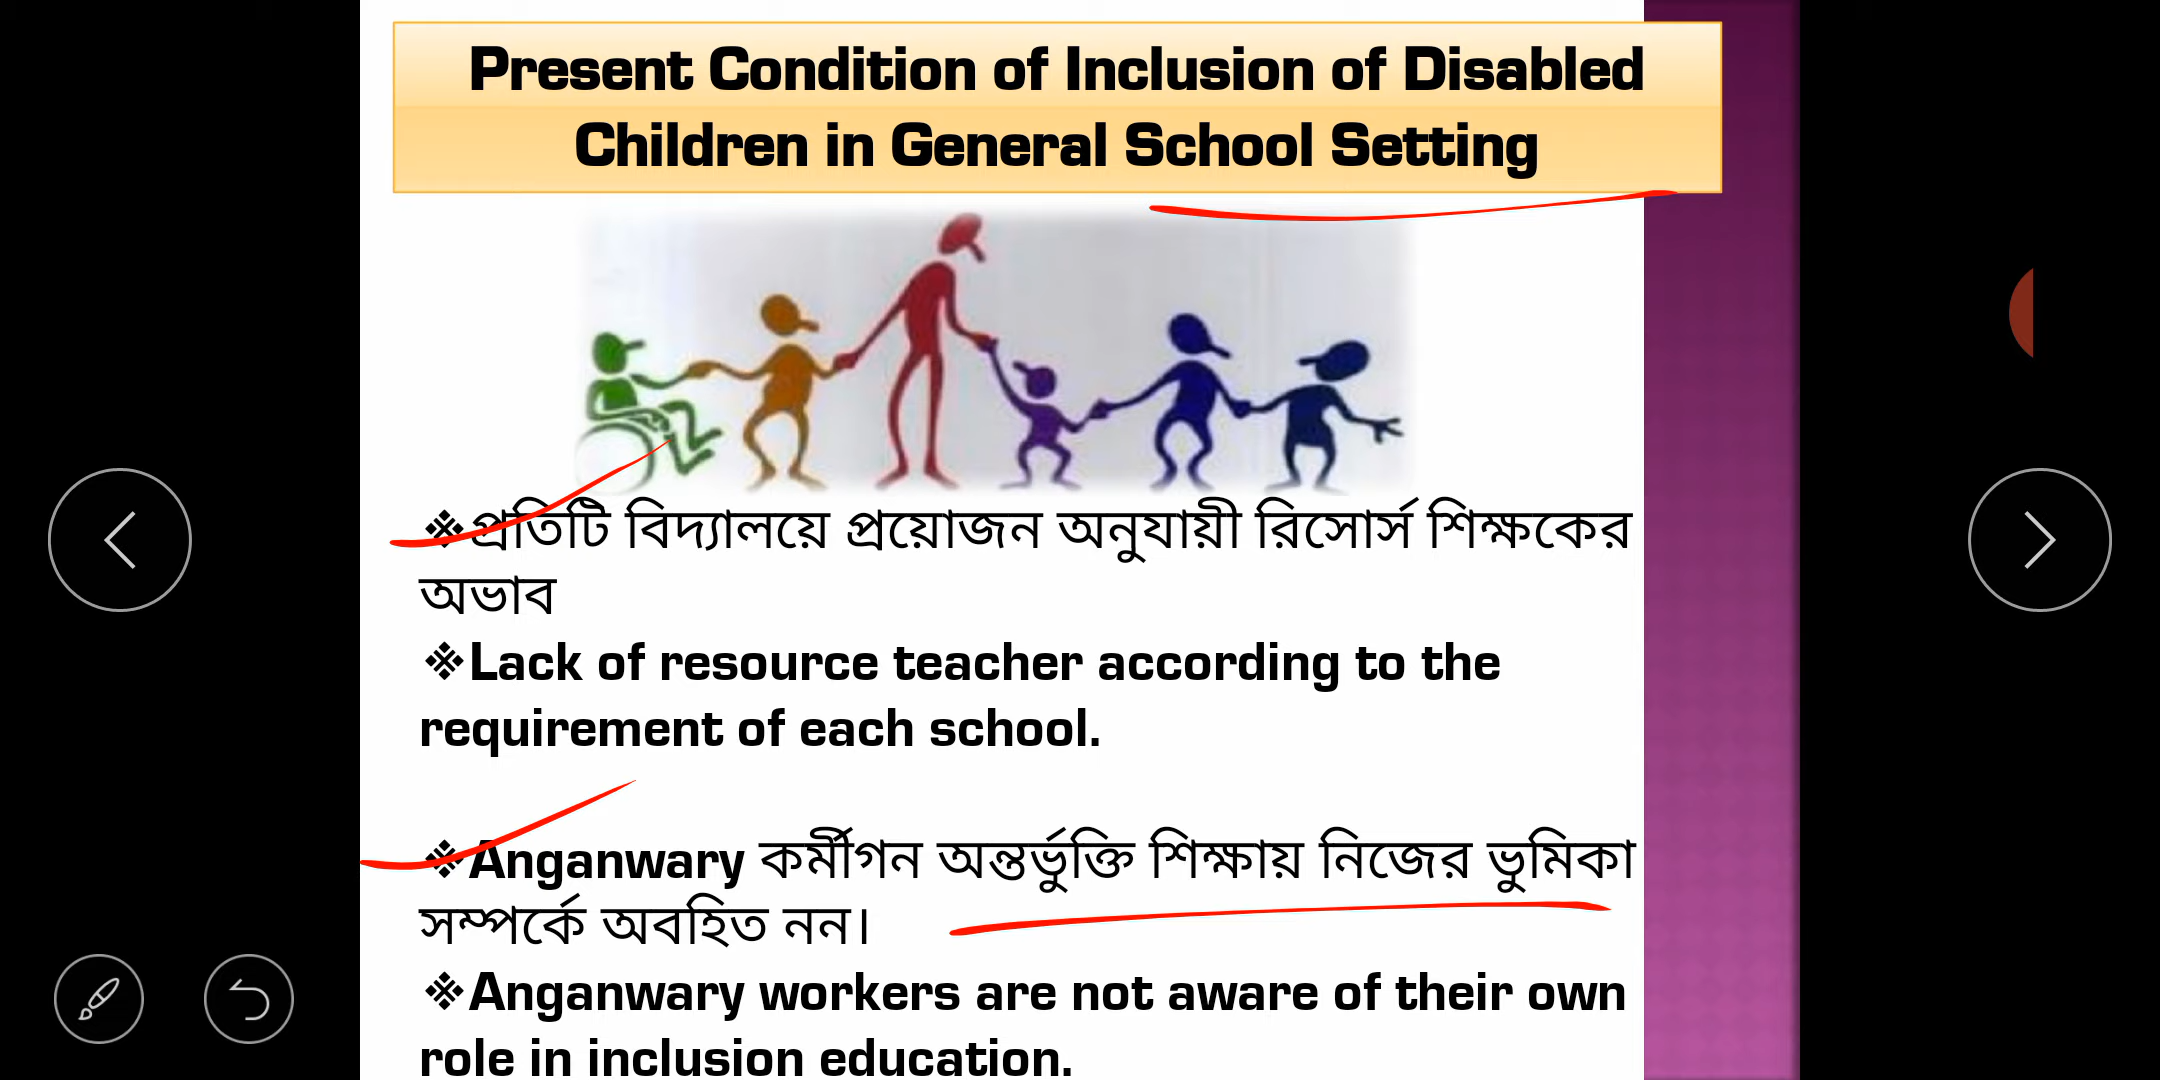 Present Condition of Inclusion of Disabled
Children in General School Setting
❖প্রতিটি বিদ্যালয়ে প্রয়োজন অনুযায়ী রিসোর্স শিক্ষকের
অভাব
❖Lack of resource teacher according to the
requirement of each school.
❖Anganwary কর্মীগন অন্তর্ভুক্তি শিক্ষায় নিজের ভুমিকা
সম্পর্কে অবহিত নন।
❖Anganwary workers are not aware of their own
role in inclusion education.